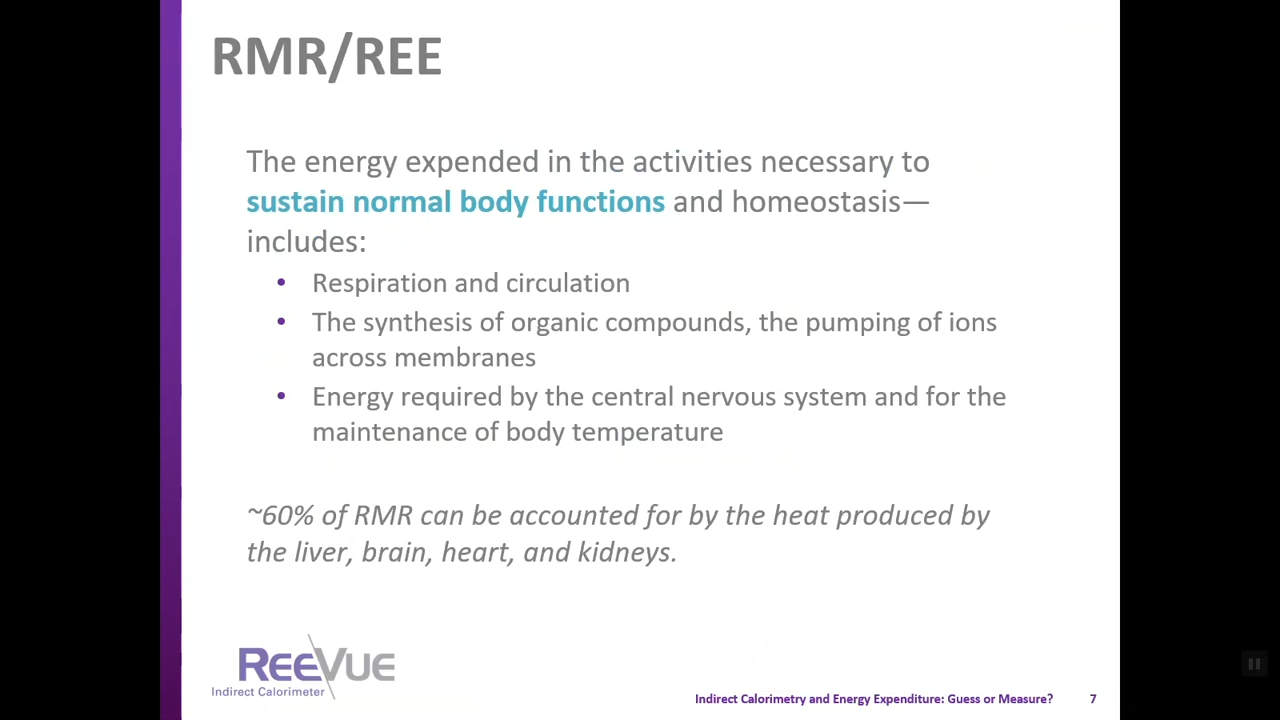 RMR/REE
The energy expended in the activities necessary to
sustain normal body functions and homeostasis—
includes:
• Respiration and circulation
• The synthesis of organic compounds, the pumping of ions
across membranes
• Energy required by the central nervous system and for the
maintenance of body temperature
~60% of RMR can be accounted for by the heat produced by
the liver, brain, heart, and kidneys.
REEVUE
Indirect Calorimeter
Indirect Calorimetry and Energy Expenditure: Guess or Measure? 7